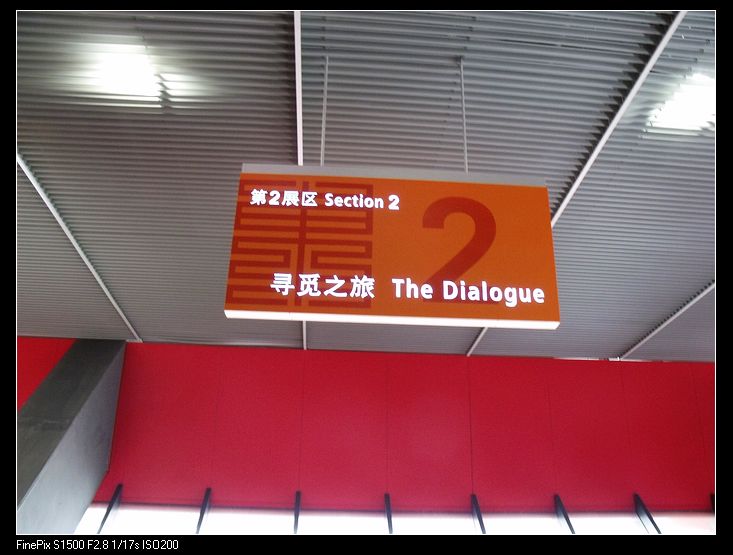 第2展区 Section 2
2
寻觅之旅 The Dialogue
FinePix S1500 F2.8 1/17s ISO200